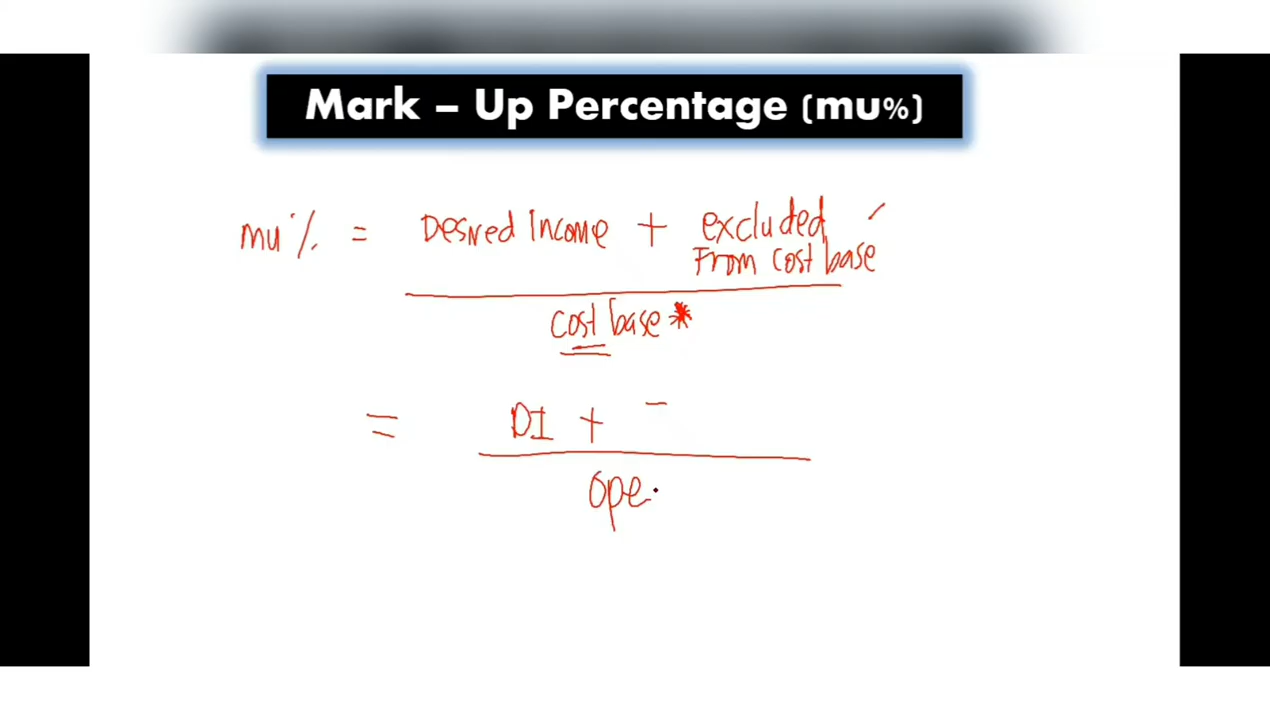 Mark – Up Percentage (mu%)
mu % = Desired Income + excluded
From cost base
cost base *
= DI +
ope